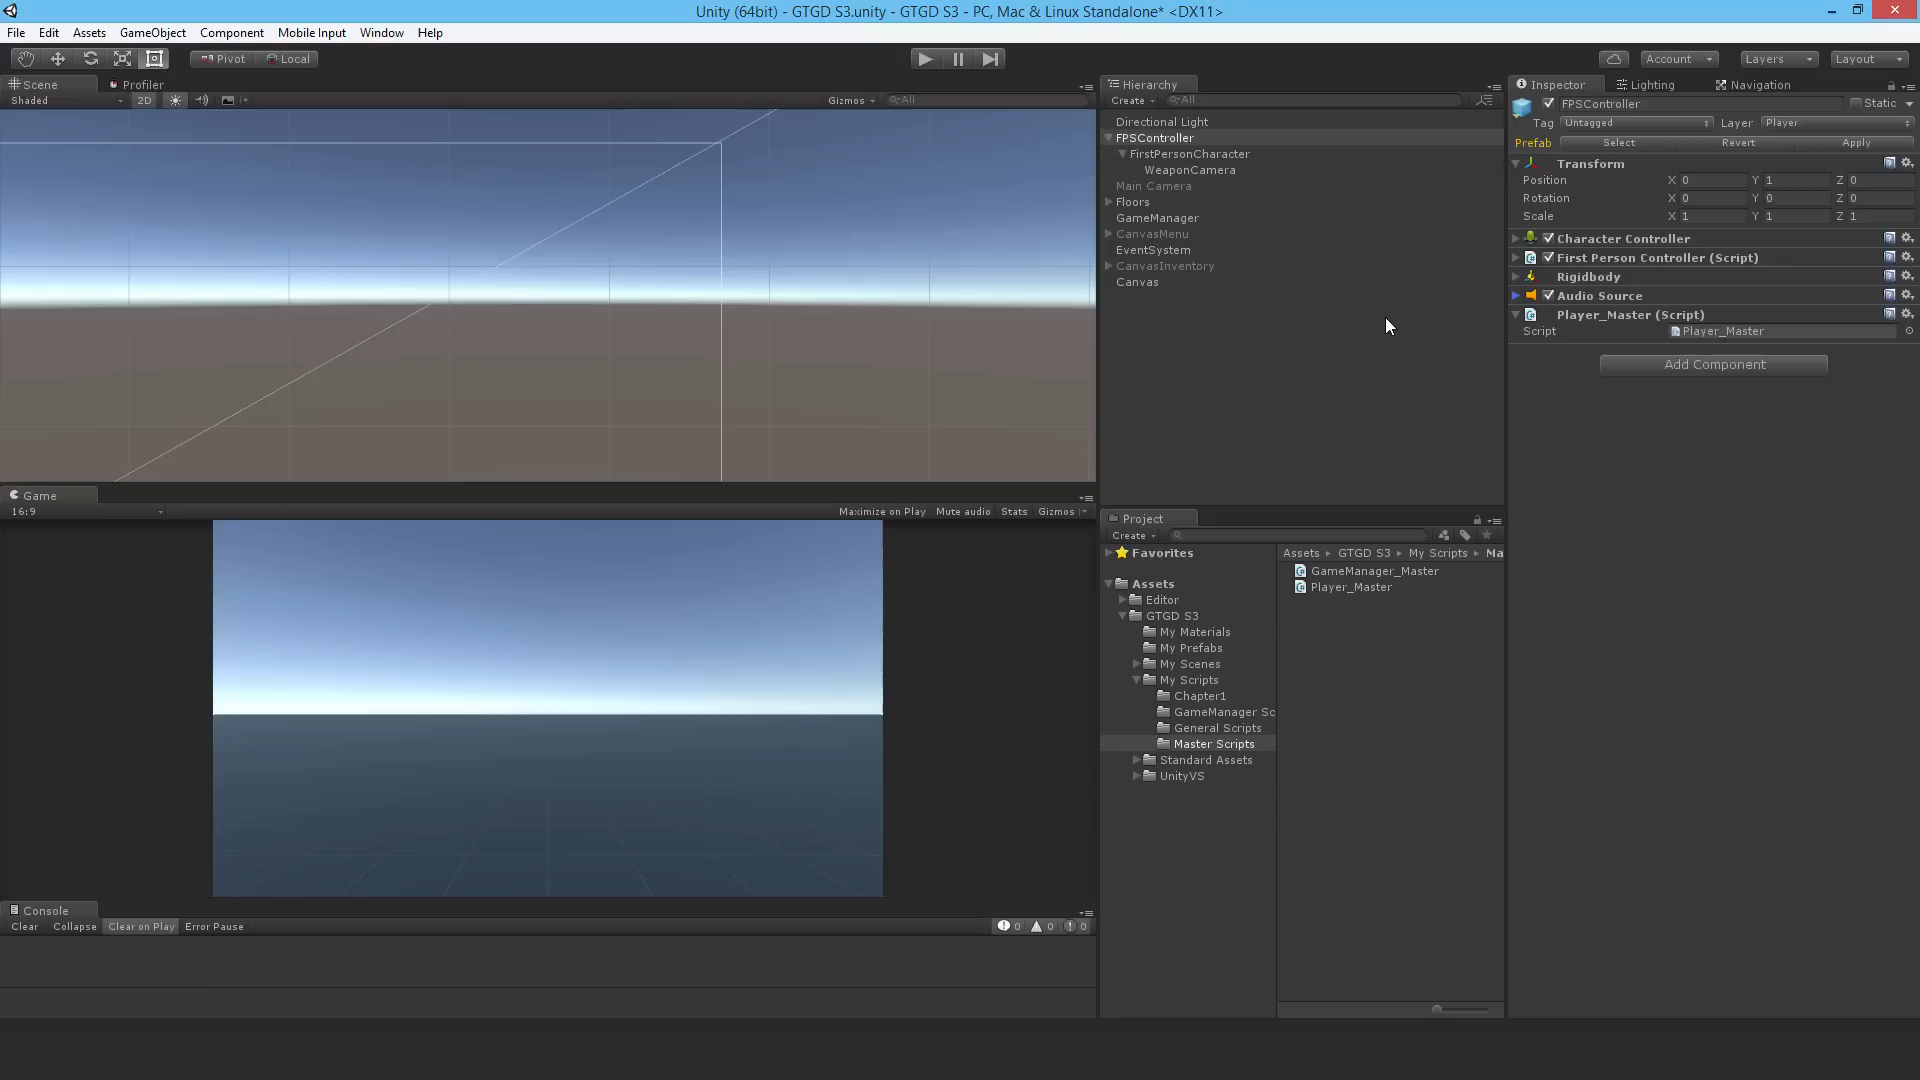 Unity (64bit) - GTGD S3.unity - GTGD S3 - PC, Mac & Linux Standalone* <DX11>
File Edit Assets GameObject Component Mobile Input Window Help
Pivot Local Account Layers Layout
Scene Profiler
Shaded 2D Gizmos All
Hierarchy
Create All
Directional Light
FPSController
FirstPersonCharacter
WeaponCamera
Main Camera
Floors
GameManager
CanvasMenu
EventSystem
CanvasInventory
Canvas
Inspector Lighting Navigation
FPSController Static
Tag Untagged Layer Player
Prefab Select Revert Apply
Transform
Position X 0 Y 1 Z 0
Rotation X 0 Y 0 Z 0
Scale X 1 Y 1 Z 1
Character Controller
First Person Controller (Script)
Rigidbody
Audio Source
Player_Master (Script)
Script Player_Master
Add Component
Game
16:9 Maximize on Play Mute audio Stats Gizmos
Project
Create
Favorites
Assets
Editor
GTGD S3
My Materials
My Prefabs
My Scenes
My Scripts
Chapter1
GameManager Sc
General Scripts
Master Scripts
Standard Assets
UnityVS
Assets GTGD S3 My Scripts Ma
GameManager_Master
Player_Master
Console
Clear Collapse Clear on Play Error Pause 0 0 0